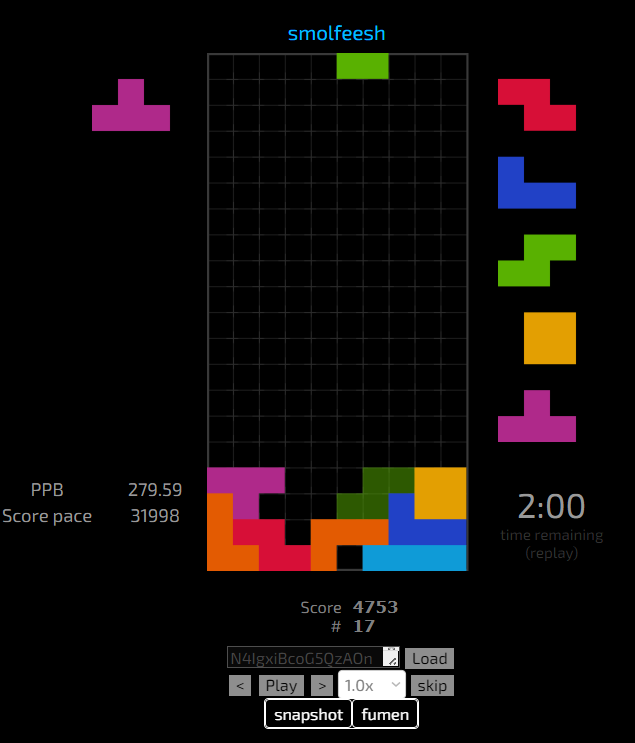 smolfeesh
PPB 279.59
Score pace 31998
2:00
time remaining
(replay)
Score 4753
# 17
N4IgxiBcoG5QzAOn Load
< Play > 1.0x skip
snapshot fumen